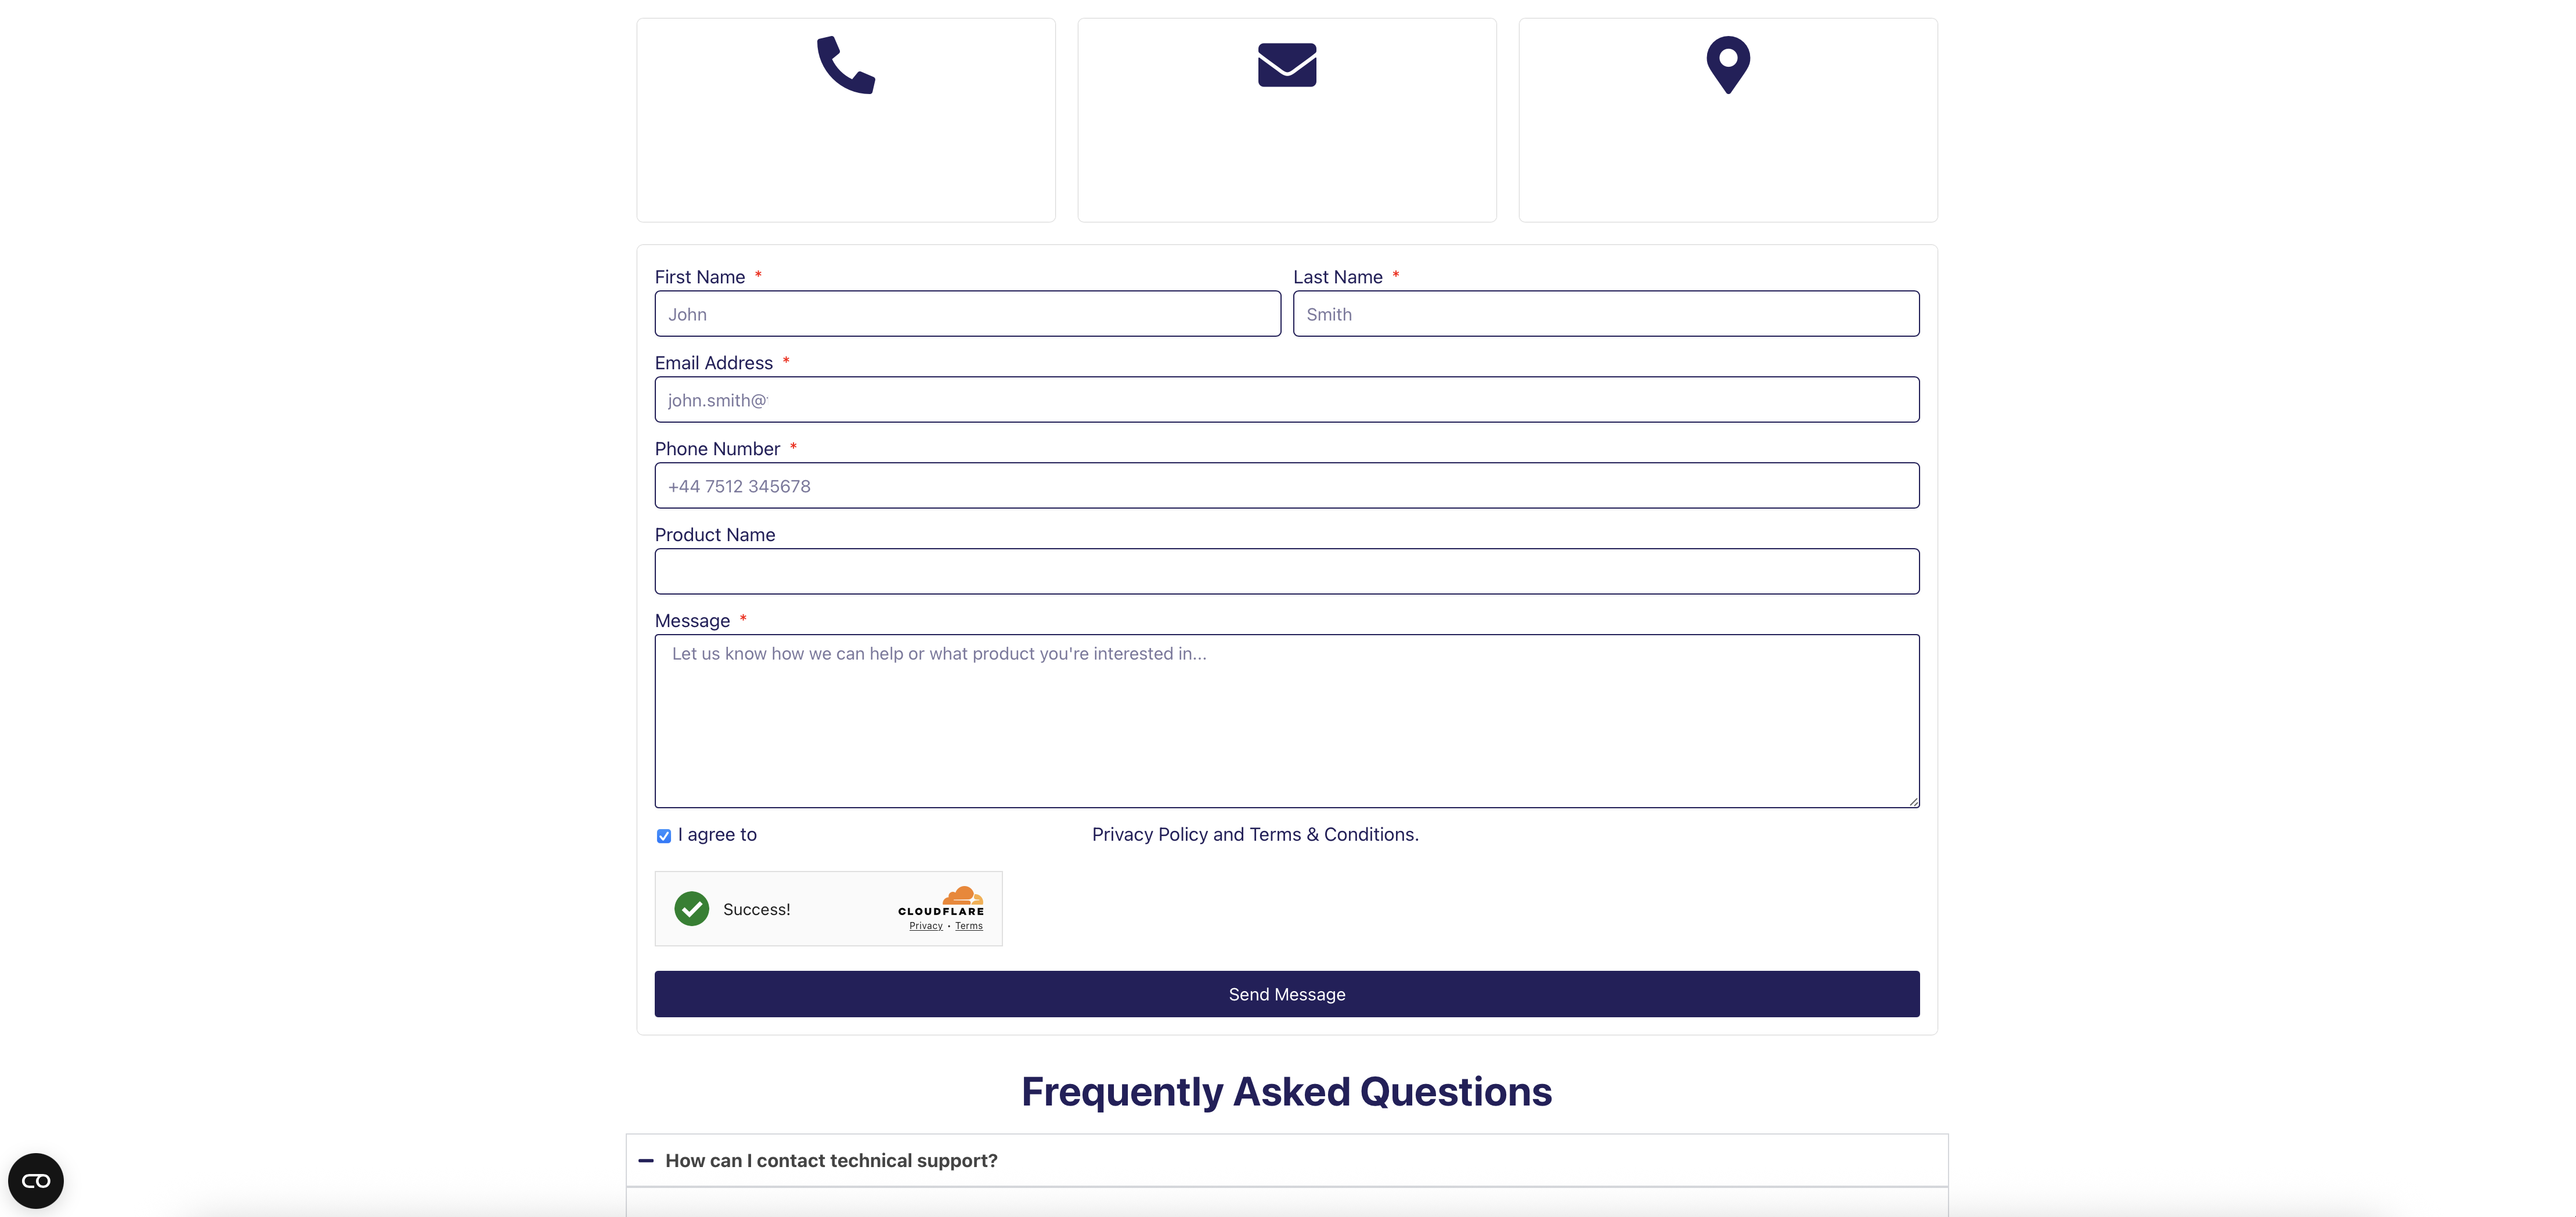 First Name *
Last Name *
John
Smith
Email Address *
john.smith@
Phone Number *
+44 7512 345678
Product Name
Message *
Let us know how we can help or what product you're interested in...
I agree to Privacy Policy and Terms & Conditions.
Success!
CLOUDFLARE
Privacy • Terms
Send Message
Frequently Asked Questions
How can I contact technical support?